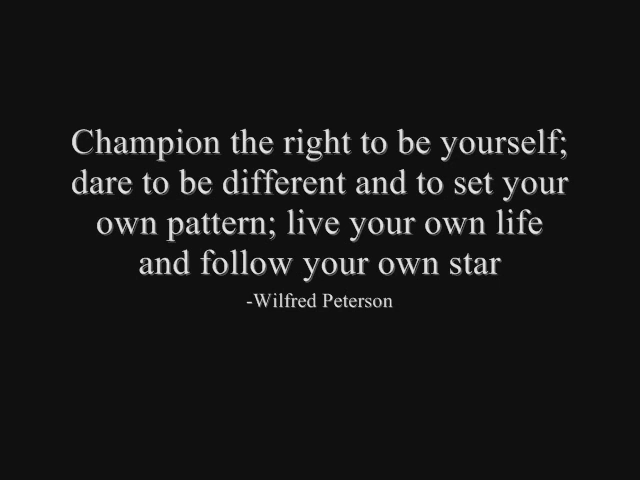 Champion the right to be yourself;
dare to be different and to set your
own pattern; live your own life
and follow your own star
-Wilfred Peterson